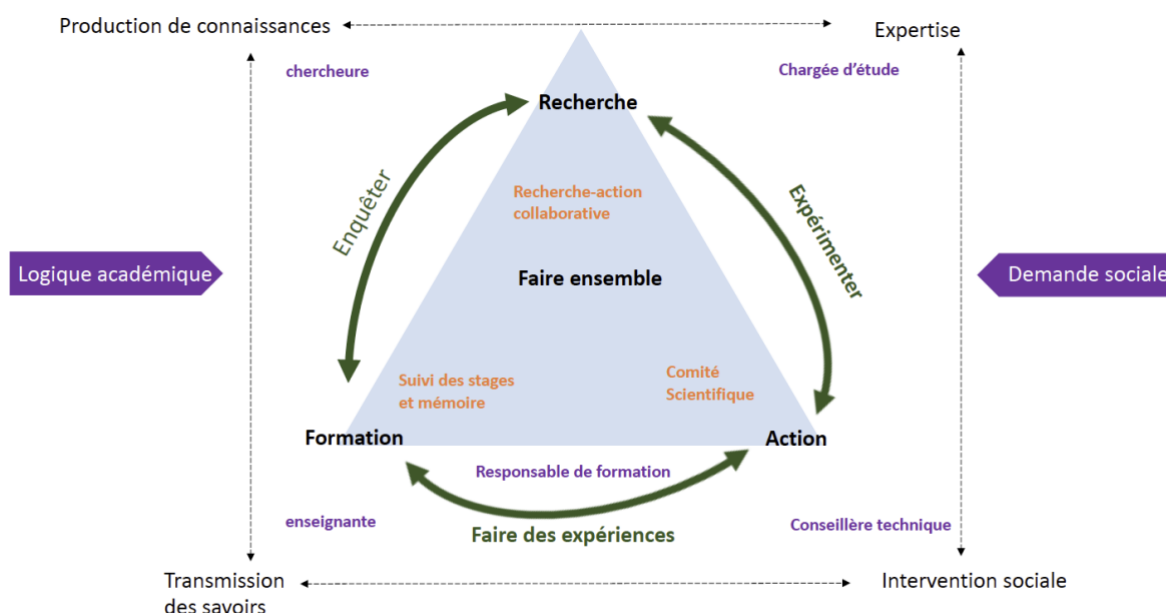 Production de connaissances
Expertise
chercheure
Chargée d'étude
Recherche
Enquêter
Expérimenter
Recherche-action
collaborative
Logique académique
Faire ensemble
Demande sociale
Suivi des stages
et mémoire
Comité
Scientifique
Formation
Action
Responsable de formation
enseignante
Faire des expériences
Conseillère technique
Transmission
des savoirs
Intervention sociale